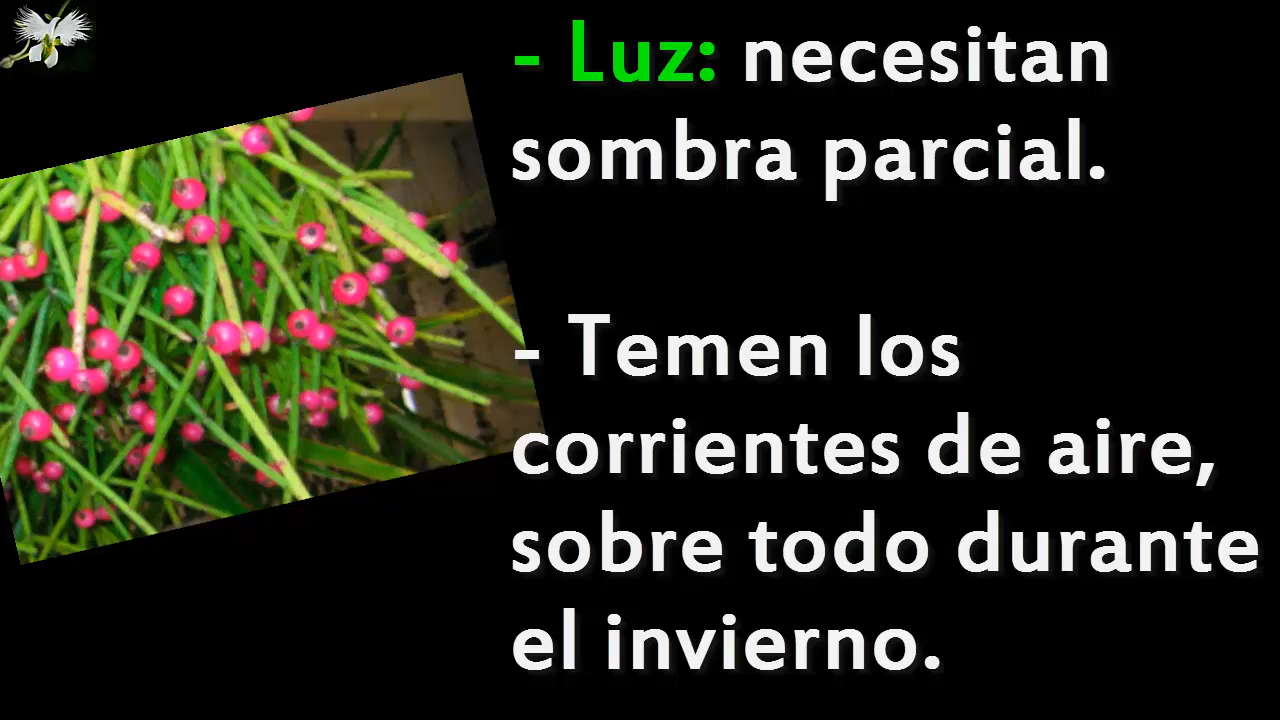 - Luz: necesitan
sombra parcial.
- Temen los
corrientes de aire,
sobre todo durante
el invierno.